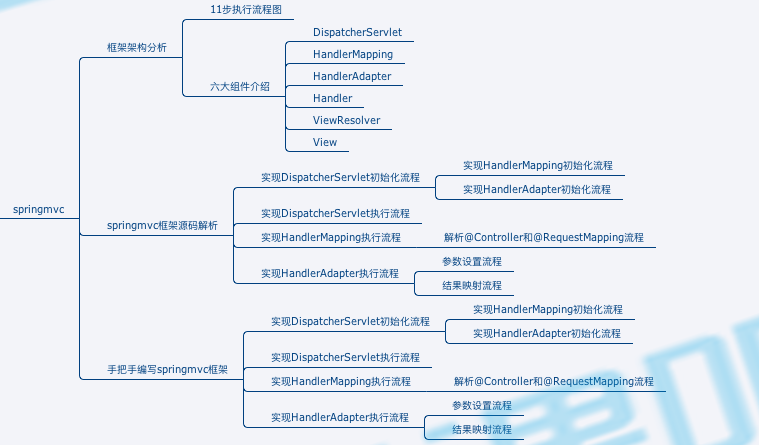 11步执行流程图
DispatcherServlet
框架架构分析
HandlerMapping
HandlerAdapter
六大组件介绍
Handler
ViewResolver
View
实现HandlerMapping初始化流程
实现DispatcherServlet初始化流程
实现HandlerAdapter初始化流程
springmvc
实现DispatcherServlet执行流程
springmvc框架源码解析
实现HandlerMapping执行流程
解析@Controller和@RequestMapping流程
参数设置流程
实现HandlerAdapter执行流程
结果映射流程
实现HandlerMapping初始化流程
实现DispatcherServlet初始化流程
实现HandlerAdapter初始化流程
实现DispatcherServlet执行流程
手把手编写springmvc框架
实现HandlerMapping执行流程
解析@Controller和@RequestMapping流程
参数设置流程
实现HandlerAdapter执行流程
结果映射流程